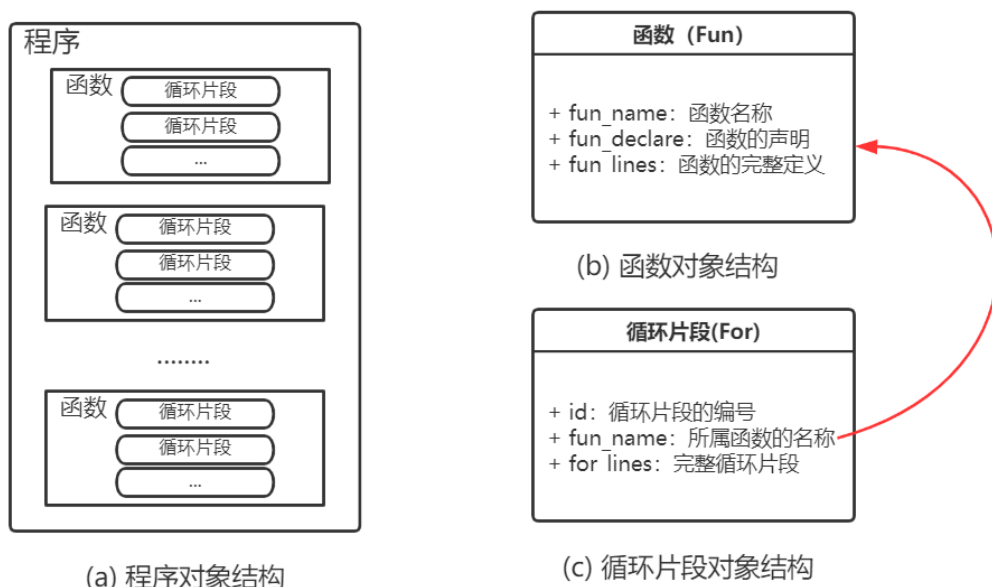 程序
函数
循环片段
循环片段
...
函数
循环片段
循环片段
...
........
函数
循环片段
循环片段
...
(a) 程序对象结构
函数（Fun）
+ fun_name：函数名称
+ fun_declare：函数的声明
+ fun_lines：函数的完整定义
(b) 函数对象结构
循环片段(For)
+ id：循环片段的编号
+ fun_name：所属函数的名称
+ for_lines：完整循环片段
(c) 循环片段对象结构